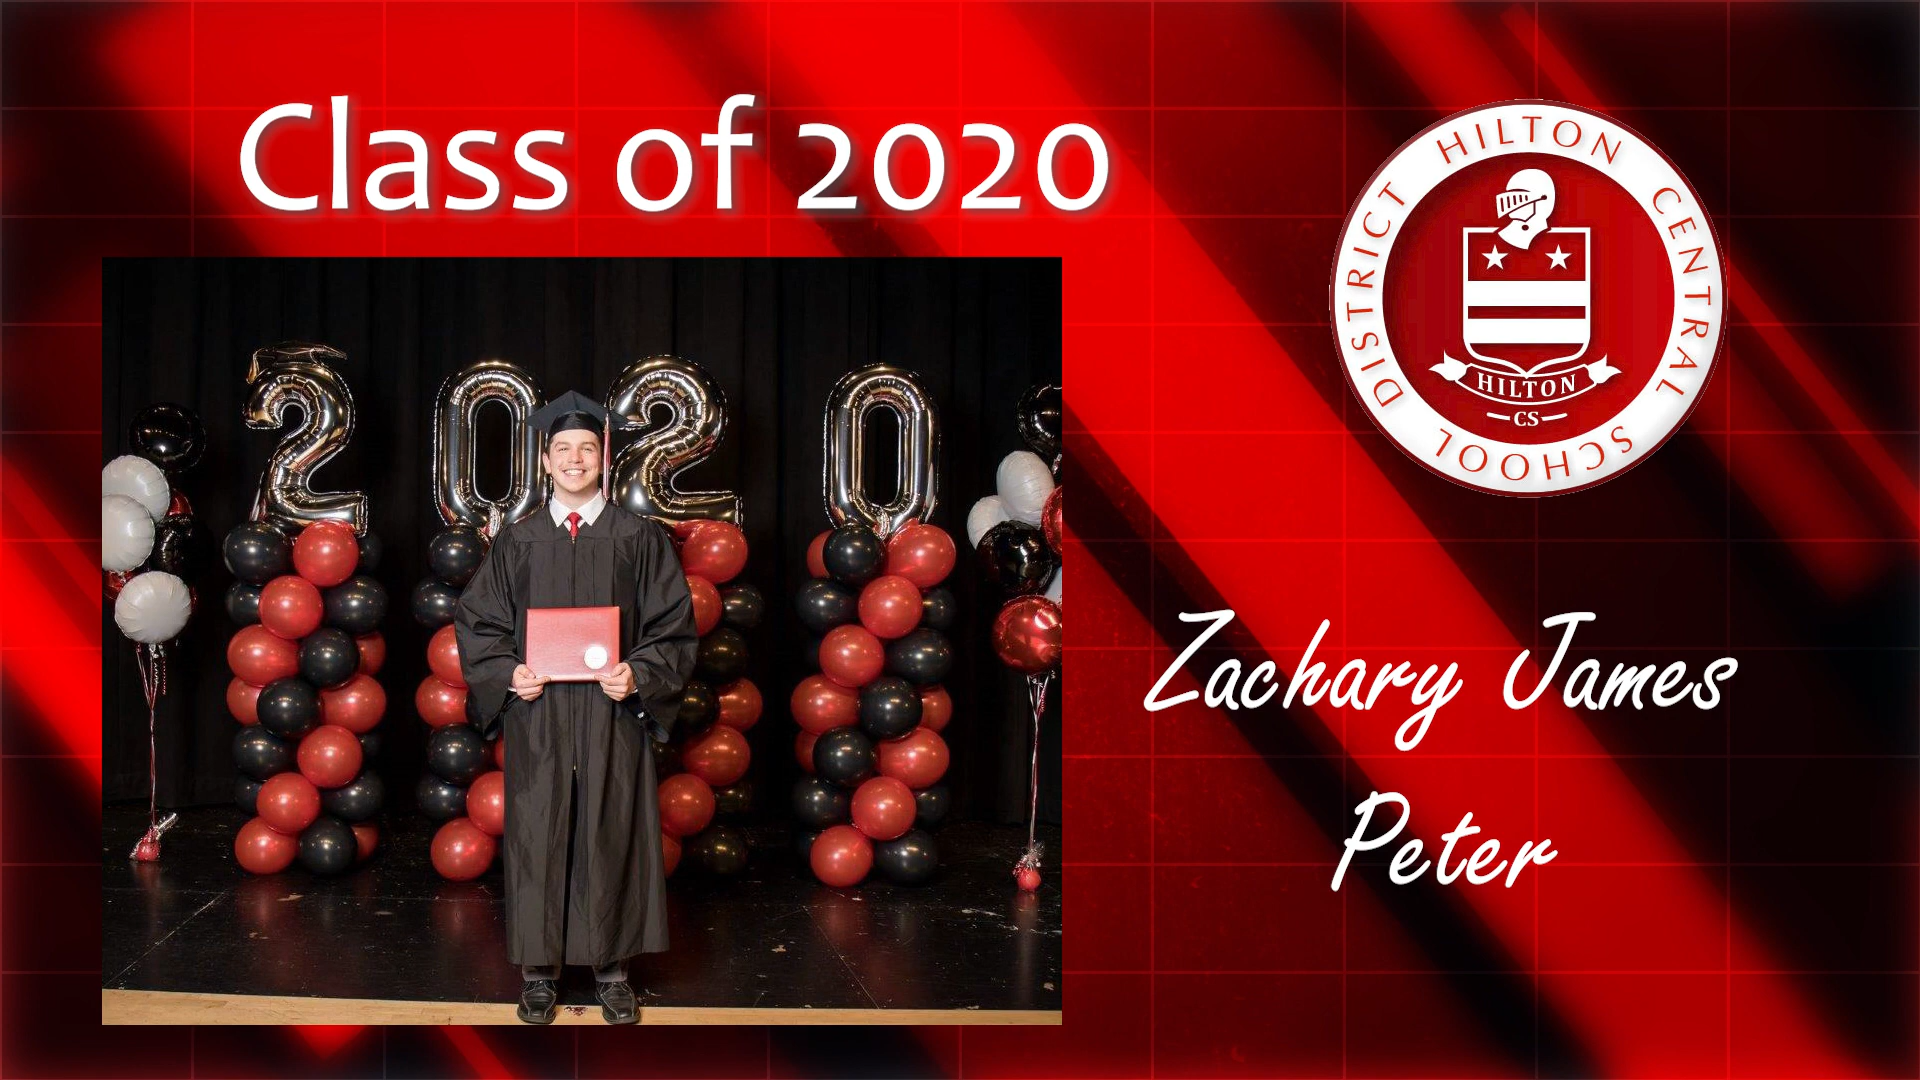 Class of 2020
2020
HILTON CENTRAL SCHOOL DISTRICT
HILTON
CS
Zachary James
Peter